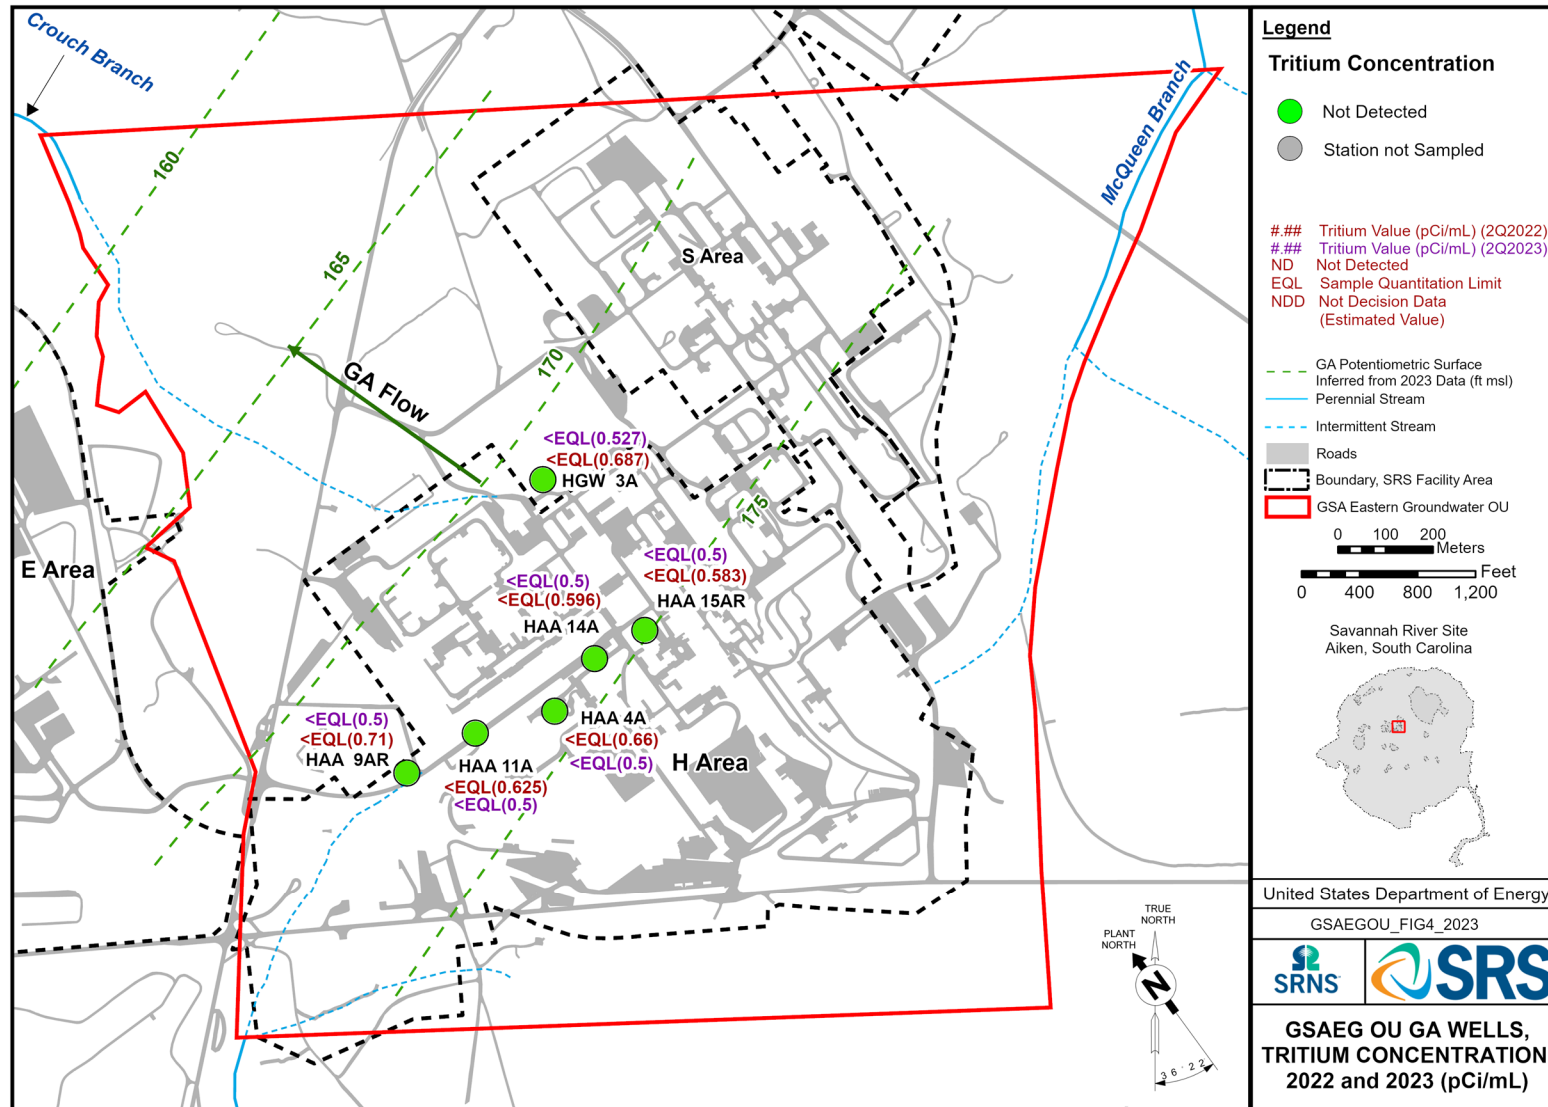 Crouch Branch
160
165
170
175
McQueen Branch
S Area
GA Flow
<EQL(0.527)
<EQL(0.687)
HGW 3A
<EQL(0.5)
<EQL(0.583)
HAA 15AR
<EQL(0.5)
<EQL(0.596)
HAA 14A
E Area
<EQL(0.5)
<EQL(0.71)
HAA 9AR
HAA 4A
<EQL(0.66)
<EQL(0.5)
HAA 11A
<EQL(0.625)
<EQL(0.5)
H Area
TRUE
NORTH
PLANT
NORTH
N
36°22'
Legend
Tritium Concentration
Not Detected
Station not Sampled
#.## Tritium Value (pCi/mL) (2Q2022)
#.## Tritium Value (pCi/mL) (2Q2023)
ND Not Detected
EQL Sample Quantitation Limit
NDD Not Decision Data
(Estimated Value)
GA Potentiometric Surface
Inferred from 2023 Data (ft msl)
Perennial Stream
Intermittent Stream
Roads
Boundary, SRS Facility Area
GSA Eastern Groundwater OU
0 100 200
Meters
Feet
0 400 800 1,200
Savannah River Site
Aiken, South Carolina
United States Department of Energy
GSAEGOU_FIG4_2023
SRNS
SRS
GSAEG OU GA WELLS,
TRITIUM CONCENTRATION
2022 and 2023 (pCi/mL)